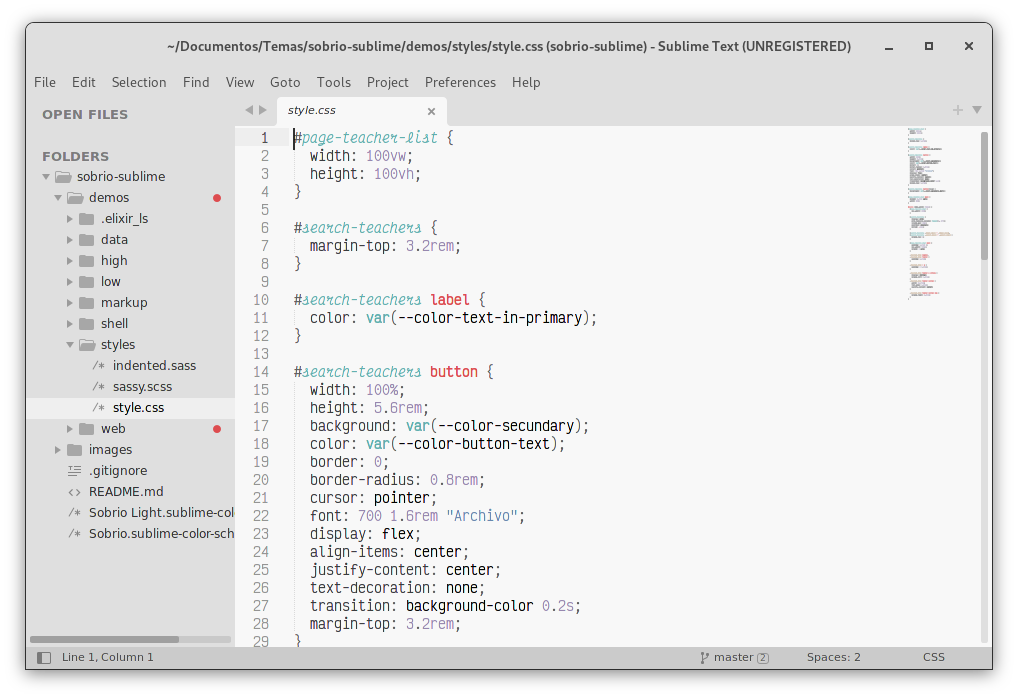 ~/Documentos/Temas/sobrio-sublime/demos/styles/style.css (sobrio-sublime) - Sublime Text (UNREGISTERED)
File Edit Selection Find View Goto Tools Project Preferences Help
OPEN FILES
FOLDERS
sobrio-sublime
demos
.elixir_ls
data
high
low
markup
shell
styles
/* indented.sass
/* sassy.scss
/* style.css
web
images
.gitignore
<> README.md
/* Sobrio Light.sublime-col
/* Sobrio.sublime-color-sch
style.css
1 #page-teacher-list {
2 width: 100vw;
3 height: 100vh;
4 }
5
6 #search-teachers {
7 margin-top: 3.2rem;
8 }
9
10 #search-teachers label {
11 color: var(--color-text-in-primary);
12 }
13
14 #search-teachers button {
15 width: 100%;
16 height: 5.6rem;
17 background: var(--color-secundary);
18 color: var(--color-button-text);
19 border: 0;
20 border-radius: 0.8rem;
21 cursor: pointer;
22 font: 700 1.6rem "Archivo";
23 display: flex;
24 align-items: center;
25 justify-content: center;
26 text-decoration: none;
27 transition: background-color 0.2s;
28 margin-top: 3.2rem;
29 }
Line 1, Column 1
master 2
Spaces: 2
CSS